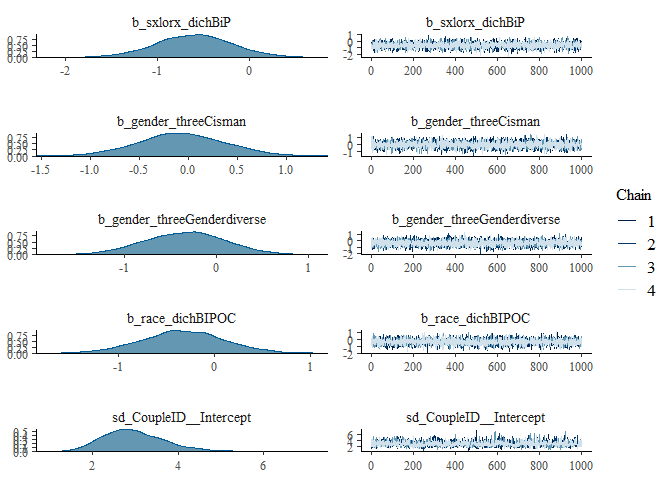 b_sxlorx_dichBiP
b_sxlorx_dichBiP
0.75
0.50
0.25
0.00
-2 -1 0
1
0
-2
0 200 400 600 800 1000
b_gender_threeCisman
b_gender_threeCisman
0.75
0.50
0.25
0.00
-1.5 -1.0 -0.5 0.0 0.5 1.0
1
0
-1
0 200 400 600 800 1000
b_gender_threeGenderdiverse
b_gender_threeGenderdiverse
0.75
0.50
0.25
0.00
-1 0 1
1
0
-1
-2
0 200 400 600 800 1000
b_race_dichBIPOC
b_race_dichBIPOC
0.75
0.50
0.25
0.00
-1 0 1
1
0
-1
-2
0 200 400 600 800 1000
sd_CoupleID__Intercept
sd_CoupleID__Intercept
0.5
0.0
2 4 6
6
4
2
0 200 400 600 800 1000
Chain
1
2
3
4